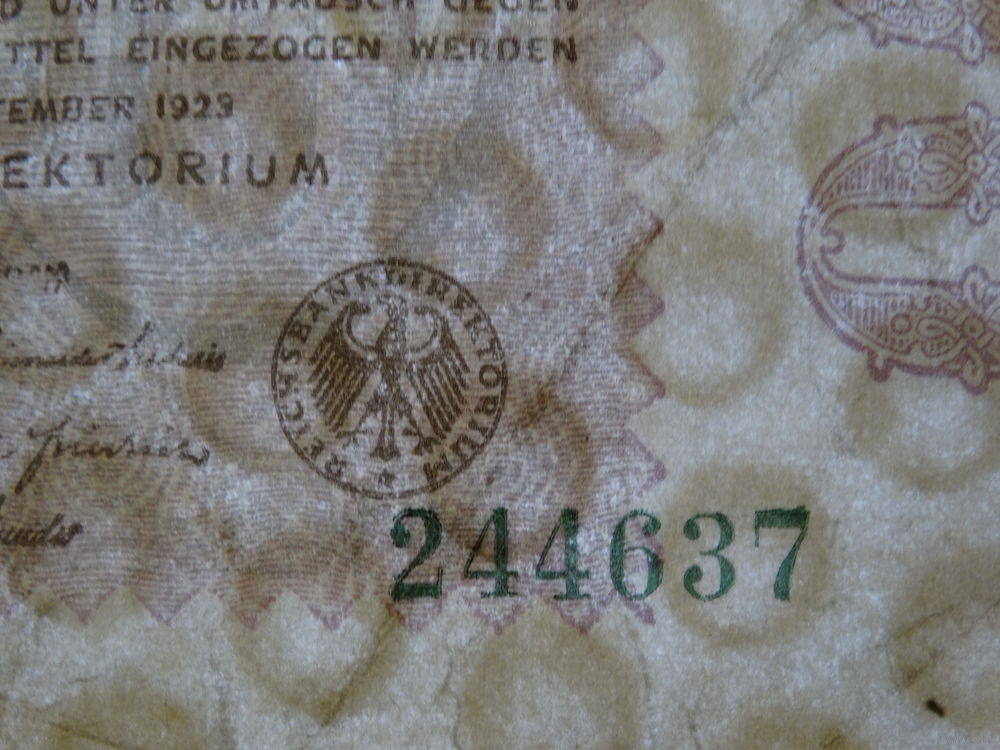 D UNTER UMTAUSCH GEGEN
TTEL EINGEZOGEN WERDEN
TEMBER 1923
EKTORIUM
REICHSBANKDIREKTORIUM
244637